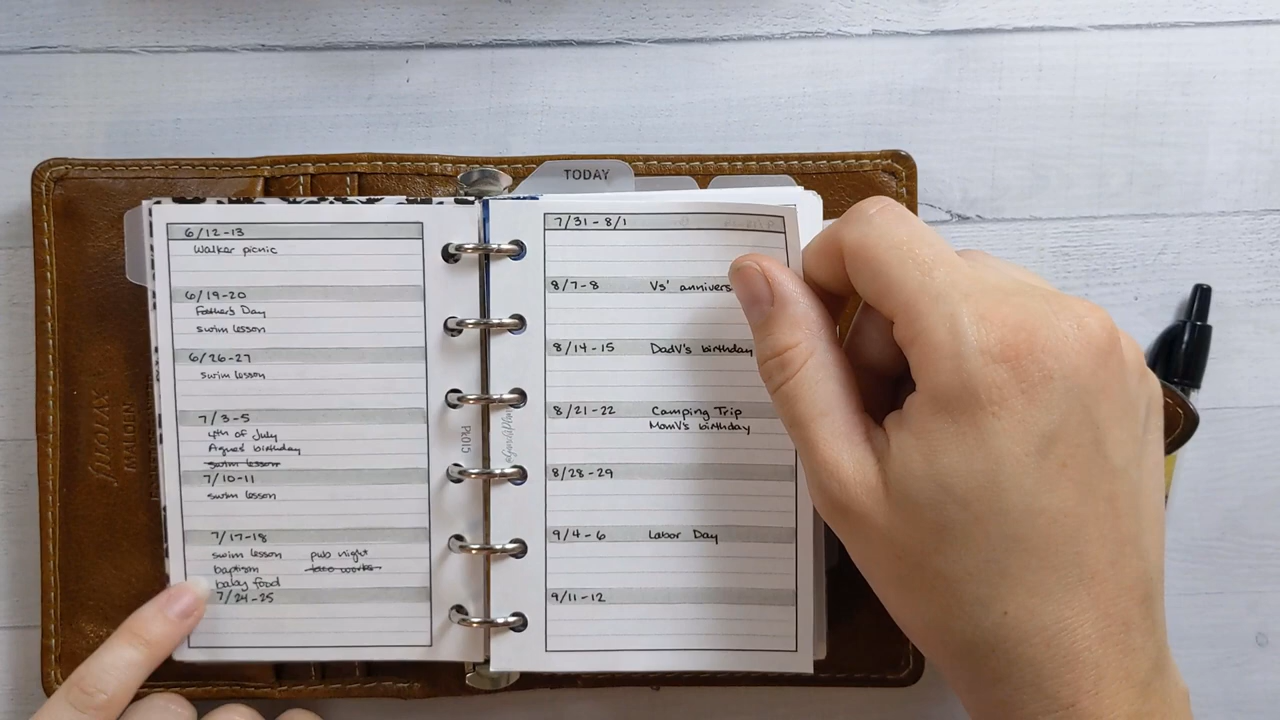 TODAY
6/12-13
Walker picnic
6/19-20
Father's Day
swim lesson
6/26-27
swim lesson
7/3-5
4th of July
Agnes' birthday
swim lesson
7/10-11
swim lesson
7/17-18
swim lesson pub night
baptism
baby food
7/24-25
PL015
7/31-8/1
8/7-8 Vs' annivers
8/14-15 DadV's birthday
8/21-22 Camping Trip
MomV's birthday
8/28-29
9/4-6 Labor Day
9/11-12
MALDEN